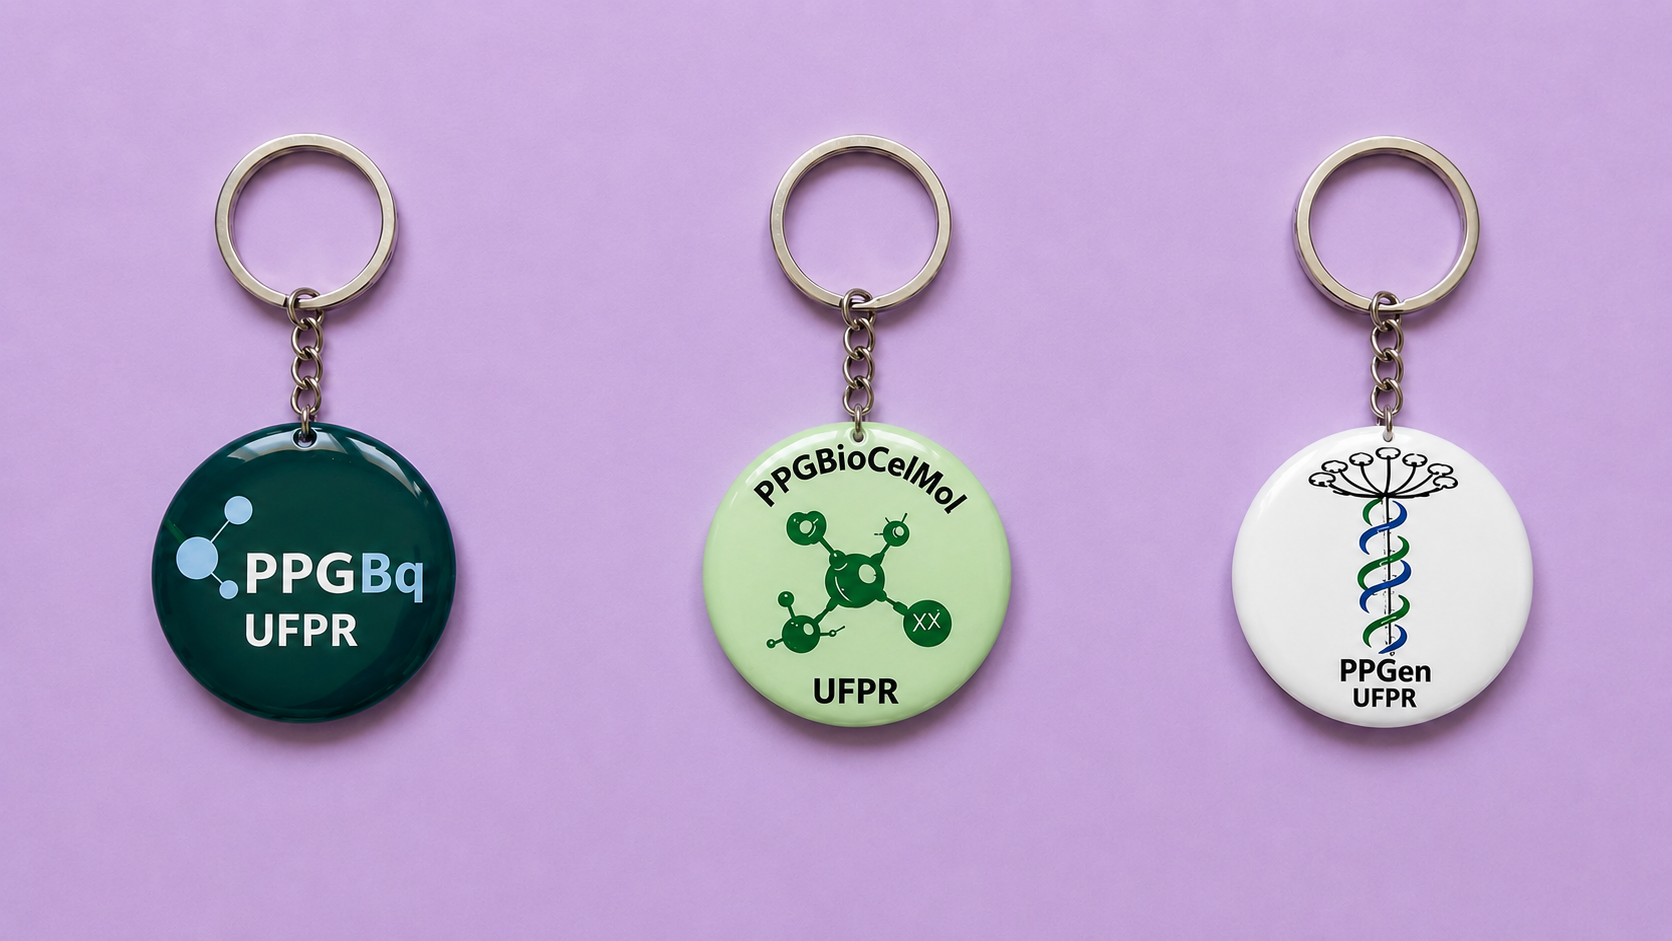 PPGBq
UFPR
PPGBioCelMol
XX
UFPR
PPGen
UFPR